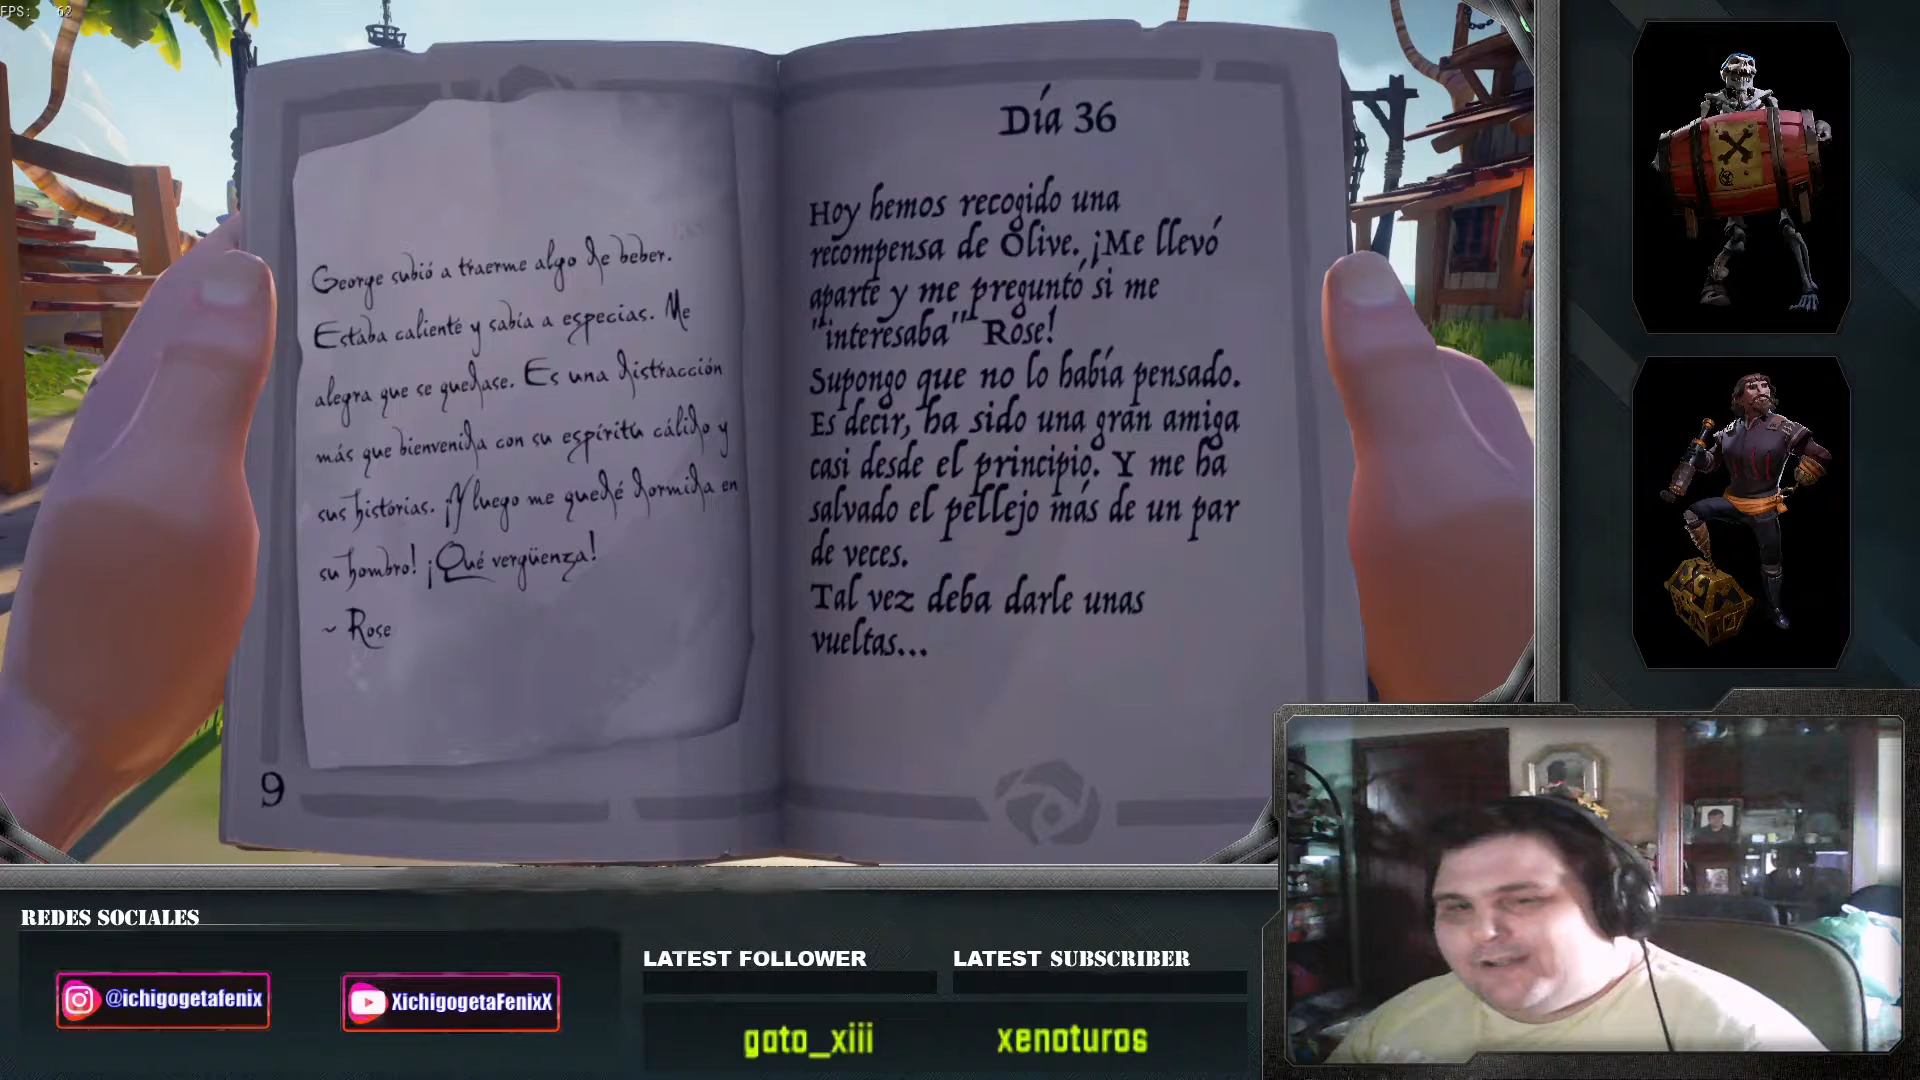 FPS: 62
George subió a traerme algo de beber.
Estaba caliente y sabía a especias. Me
alegra que se quedase. Es una distracción
más que bienvenida con su espíritu cálido y
sus historias. ¡Y luego me quedé dormida en
su hombro! ¡Qué vergüenza!
~ Rose
9
Día 36
Hoy hemos recogido una
recompensa de Olive. ¡Me llevó
aparte y me preguntó si me
"interesaba" Rose!
Supongo que no lo había pensado.
Es decir, ha sido una gran amiga
casi desde el principio. Y me ha
salvado el pellejo más de un par
de veces.
Tal vez deba darle unas
vueltas...
REDES SOCIALES
@ichigogetafenix
XichigogetaFenixX
LATEST FOLLOWER
gato_xiii
LATEST SUBSCRIBER
xenoturos